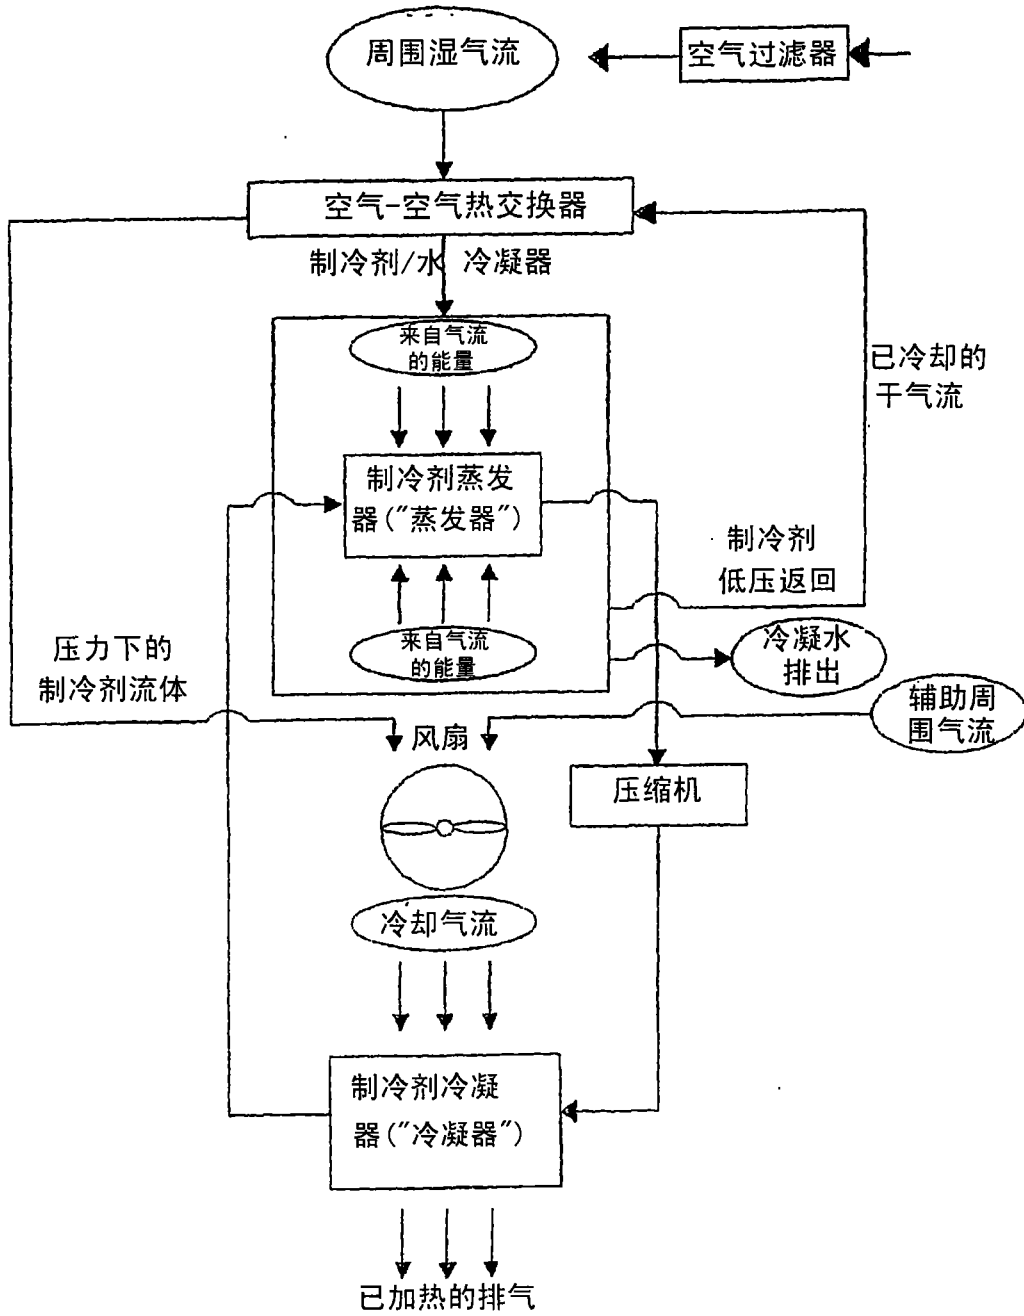 周围湿气流
空气过滤器
空气-空气热交换器
制冷剂/水 冷凝器
来自气流
的能量
已冷却的
干气流
制冷剂蒸发
器("蒸发器")
制冷剂
低压返回
来自气流
的能量
冷凝水
排出
压力下的
制冷剂流体
辅助周
围气流
风扇
压缩机
冷却气流
制冷剂冷凝
器("冷凝器")
已加热的排气